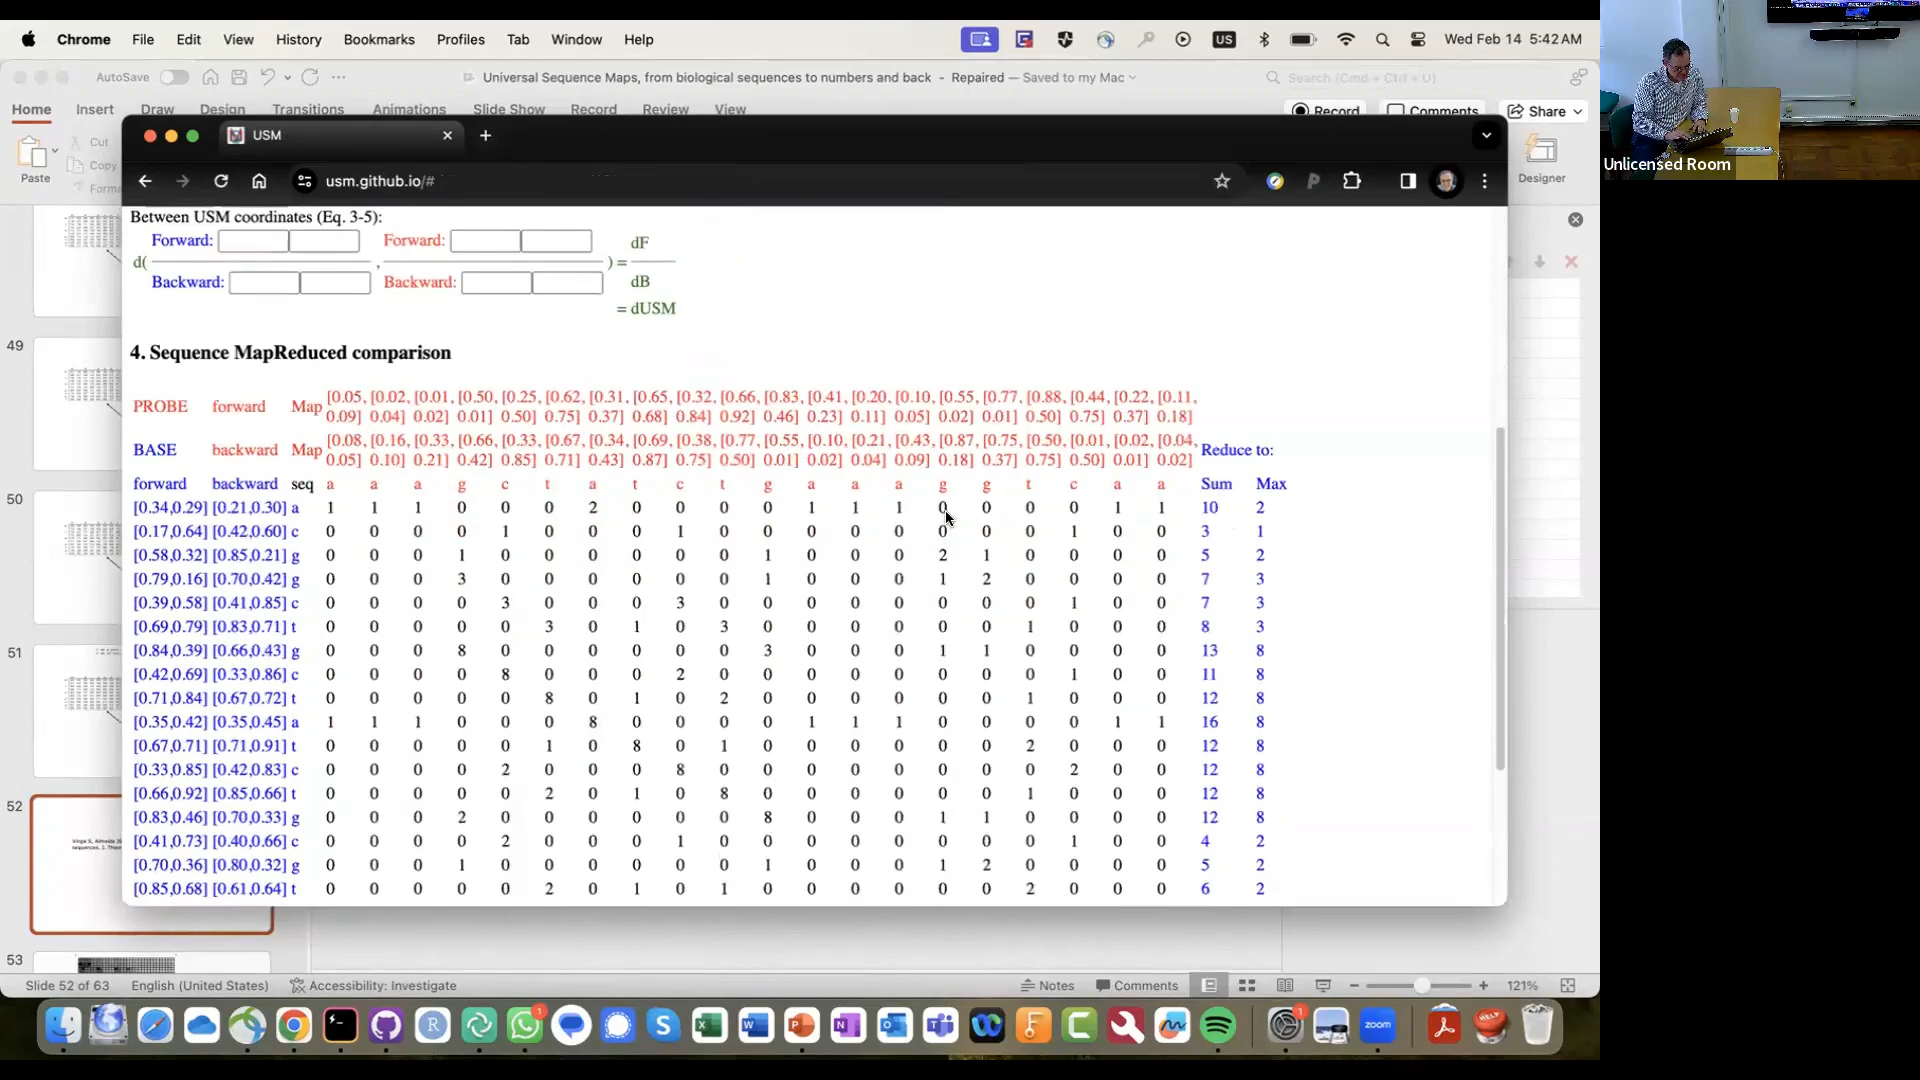 Chrome File Edit View History Bookmarks Profiles Tab Window Help US Wed Feb 14 5:42 AM
AutoSave Universal Sequence Maps, from biological sequences to numbers and back - Repaired — Saved to my Mac Search (Cmd + Ctrl + U)
Home Insert Draw Design Transitions Animations Slide Show Record Review View Record Comments Share
USM
Cut
Copy
Paste
Designer
usm.github.io/#
Unlicensed Room
Between USM coordinates (Eq. 3-5):
Forward: Forward: dF
d( , ) =
Backward: Backward: dB
= dUSM
4. Sequence MapReduced comparison
PROBE forward Map [0.05, 0.09] [0.02, 0.04] [0.01, 0.02] [0.50, 0.01] [0.25, 0.50] [0.62, 0.75] [0.31, 0.37] [0.65, 0.68] [0.32, 0.84] [0.66, 0.92] [0.83, 0.46] [0.41, 0.23] [0.20, 0.11] [0.10, 0.05] [0.55, 0.02] [0.77, 0.01] [0.88, 0.50] [0.44, 0.75] [0.22, 0.37] [0.11, 0.18]
BASE backward Map [0.08, 0.05] [0.16, 0.10] [0.33, 0.21] [0.66, 0.42] [0.33, 0.85] [0.67, 0.71] [0.34, 0.43] [0.69, 0.87] [0.38, 0.75] [0.77, 0.50] [0.55, 0.01] [0.10, 0.02] [0.21, 0.04] [0.43, 0.09] [0.87, 0.18] [0.75, 0.37] [0.50, 0.75] [0.01, 0.50] [0.02, 0.01] [0.04, 0.02] Reduce to:
forward backward seq a a a g c t a t c t g a a a g g t c a a Sum Max
[0.34,0.29] [0.21,0.30] a 1 1 1 0 0 0 2 0 0 0 0 1 1 1 0 0 0 0 1 1 10 2
[0.17,0.64] [0.42,0.60] c 0 0 0 0 1 0 0 0 1 0 0 0 0 0 0 0 0 1 0 0 3 1
[0.58,0.32] [0.85,0.21] g 0 0 0 1 0 0 0 0 0 0 1 0 0 0 2 1 0 0 0 0 5 2
[0.79,0.16] [0.70,0.42] g 0 0 0 3 0 0 0 0 0 0 1 0 0 0 1 2 0 0 0 0 7 3
[0.39,0.58] [0.41,0.85] c 0 0 0 0 3 0 0 0 3 0 0 0 0 0 0 0 0 1 0 0 7 3
[0.69,0.79] [0.83,0.71] t 0 0 0 0 0 3 0 1 0 3 0 0 0 0 0 0 1 0 0 0 8 3
[0.84,0.39] [0.66,0.43] g 0 0 0 8 0 0 0 0 0 0 3 0 0 0 1 1 0 0 0 0 13 8
[0.42,0.69] [0.33,0.86] c 0 0 0 0 8 0 0 0 2 0 0 0 0 0 0 0 0 1 0 0 11 8
[0.71,0.84] [0.67,0.72] t 0 0 0 0 0 8 0 1 0 2 0 0 0 0 0 0 1 0 0 0 12 8
[0.35,0.42] [0.35,0.45] a 1 1 1 0 0 0 8 0 0 0 0 1 1 1 0 0 0 0 1 1 16 8
[0.67,0.71] [0.71,0.91] t 0 0 0 0 0 1 0 8 0 1 0 0 0 0 0 0 2 0 0 0 12 8
[0.33,0.85] [0.42,0.83] c 0 0 0 0 2 0 0 0 8 0 0 0 0 0 0 0 0 2 0 0 12 8
[0.66,0.92] [0.85,0.66] t 0 0 0 0 0 2 0 1 0 8 0 0 0 0 0 0 1 0 0 0 12 8
[0.83,0.46] [0.70,0.33] g 0 0 0 2 0 0 0 0 0 0 8 0 0 0 1 1 0 0 0 0 12 8
[0.41,0.73] [0.40,0.66] c 0 0 0 0 2 0 0 0 1 0 0 0 0 0 0 0 0 1 0 0 4 2
[0.70,0.36] [0.80,0.32] g 0 0 0 1 0 0 0 0 0 0 1 0 0 0 1 2 0 0 0 0 5 2
[0.85,0.68] [0.61,0.64] t 0 0 0 0 0 2 0 1 0 1 0 0 0 0 0 0 2 0 0 0 6 2
49
50
51
52
53
Slide 52 of 63 English (United States) Accessibility: Investigate Notes Comments 121%
zoom